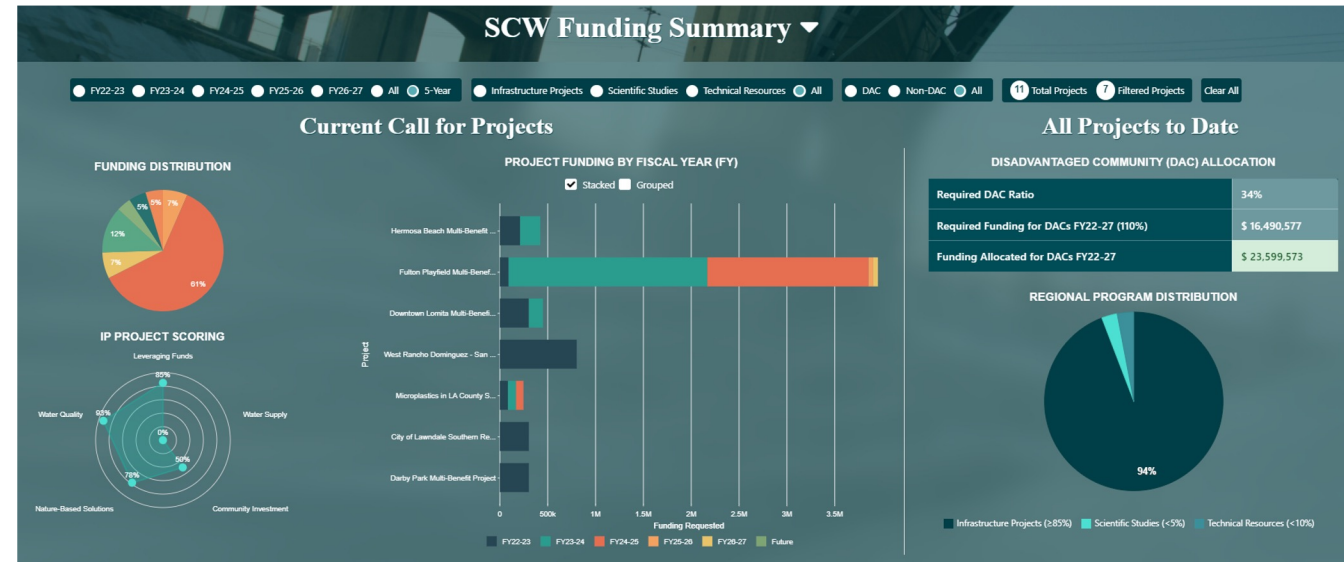 SCW Funding Summary
FY22-23 FY23-24 FY24-25 FY25-26 FY26-27 All 5-Year Infrastructure Projects Scientific Studies Technical Resources All DAC Non-DAC All 11 Total Projects 7 Filtered Projects Clear All
Current Call for Projects
FUNDING DISTRIBUTION
5% 5% 7%
12%
7%
61%
IP PROJECT SCORING
Leveraging Funds
85%
Water Quality 93% Water Supply
0%
50%
78%
Nature-Based Solutions Community Investment
PROJECT FUNDING BY FISCAL YEAR (FY)
Stacked Grouped
Project
Hermosa Beach Multi-Benefit ...
Fulton Playfield Multi-Benef...
Downtown Lomita Multi-Benefi...
West Rancho Dominguez - San ...
Microplastics in LA County S...
City of Lawndale Southern Re...
Darby Park Multi-Benefit Project
0 500k 1M 1.5M 2M 2.5M 3M 3.5M
Funding Requested
FY22-23 FY23-24 FY24-25 FY25-26 FY26-27 Future
All Projects to Date
DISADVANTAGED COMMUNITY (DAC) ALLOCATION
Required DAC Ratio 34%
Required Funding for DACs FY22-27 (110%) $ 16,490,577
Funding Allocated for DACs FY22-27 $ 23,599,573
REGIONAL PROGRAM DISTRIBUTION
94%
Infrastructure Projects (≥85%) Scientific Studies (<5%) Technical Resources (<10%)